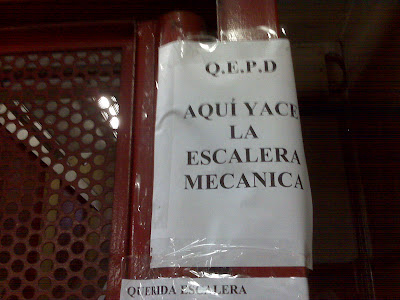 Q.E.P.D
AQUÍ YACE
LA
ESCALERA
MECANICA
QUERIDA ESCALERA